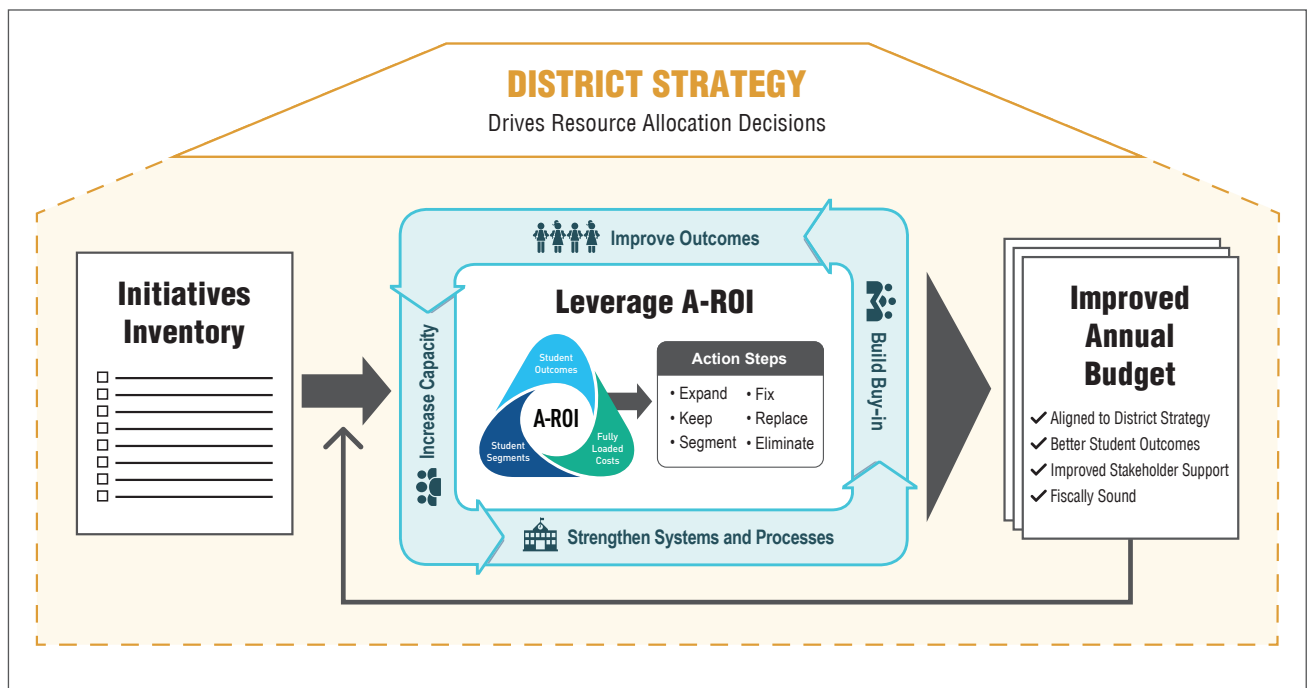 DISTRICT STRATEGY
Drives Resource Allocation Decisions
Initiatives
Inventory
Improve Outcomes
Increase Capacity
Leverage A-ROI
Student
Outcomes
A-ROI
Student
Segments
Fully
Loaded
Costs
Action Steps
• Expand
• Keep
• Segment
• Fix
• Replace
• Eliminate
Build Buy-in
Strengthen Systems and Processes
Improved
Annual
Budget
✓ Aligned to District Strategy
✓ Better Student Outcomes
✓ Improved Stakeholder Support
✓ Fiscally Sound